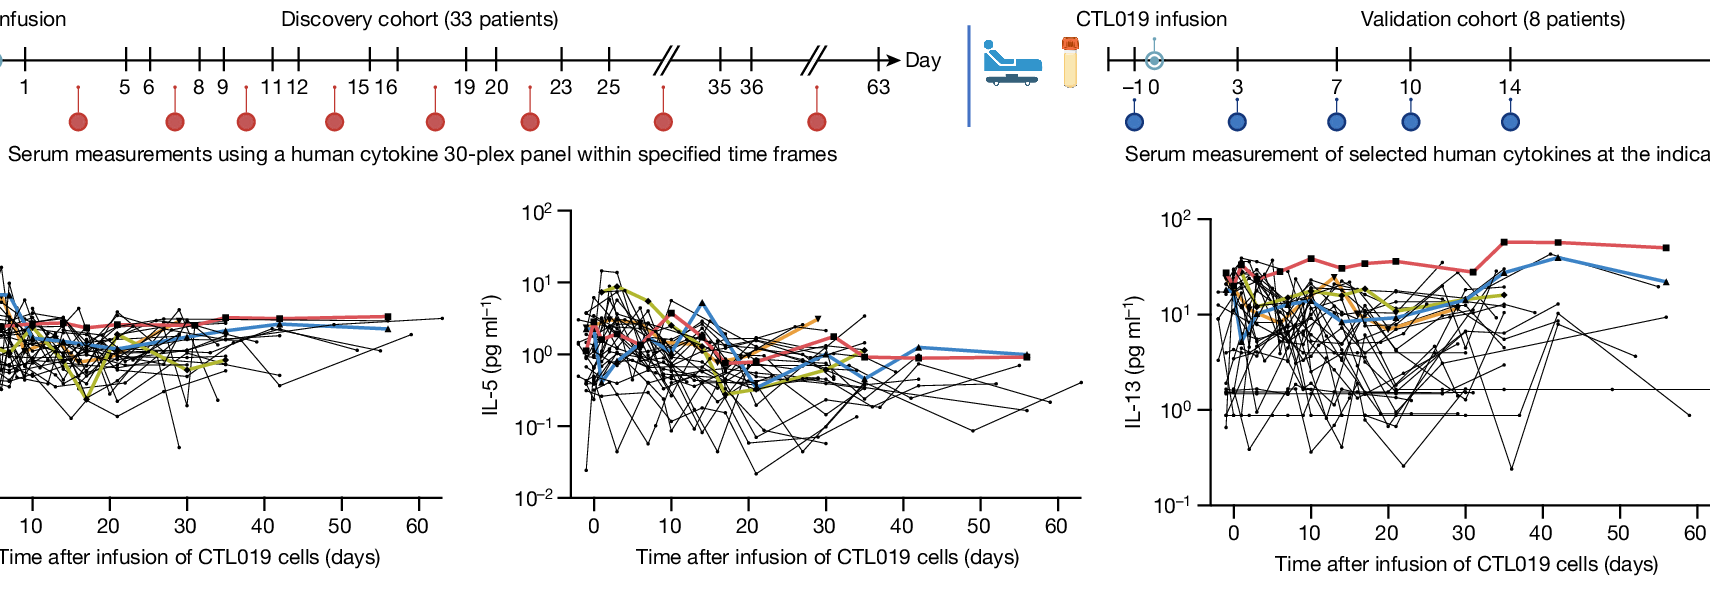 nfusion
Discovery cohort (33 patients)
CTL019 infusion
Validation cohort (8 patients)
1 5 6 8 9 11 12 15 16 19 20 23 25 35 36 63 Day
–1 0 3 7 10 14
Serum measurements using a human cytokine 30-plex panel within specified time frames
Serum measurement of selected human cytokines at the indica
10 20 30 40 50 60
Time after infusion of CTL019 cells (days)
IL-5 (pg ml⁻¹)
10²
10¹
10⁰
10⁻¹
10⁻²
0 10 20 30 40 50 60
Time after infusion of CTL019 cells (days)
IL-13 (pg ml⁻¹)
10²
10¹
10⁰
10⁻¹
0 10 20 30 40 50 60
Time after infusion of CTL019 cells (days)